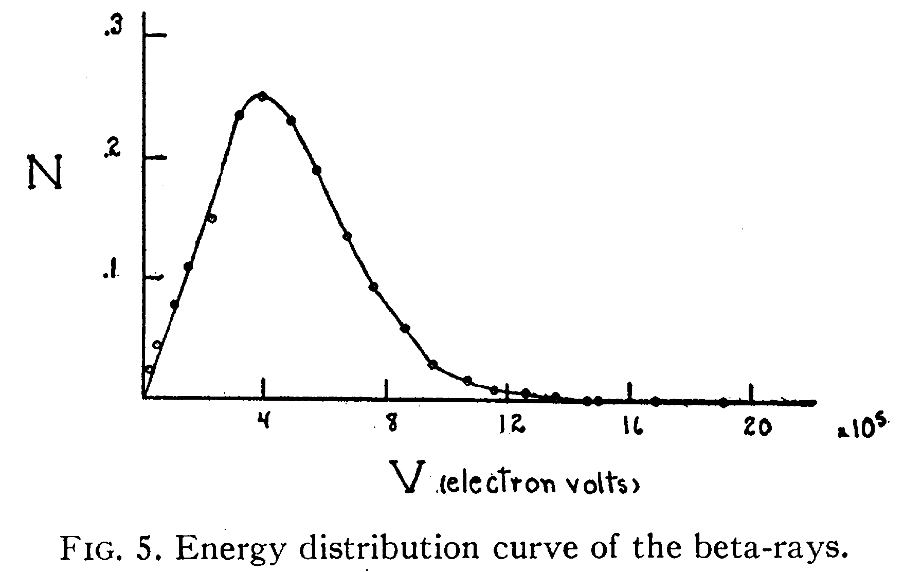 .3
.2
N
.1
4 8 12 16 20 x10⁵
V (electron volts)
FIG. 5. Energy distribution curve of the beta-rays.